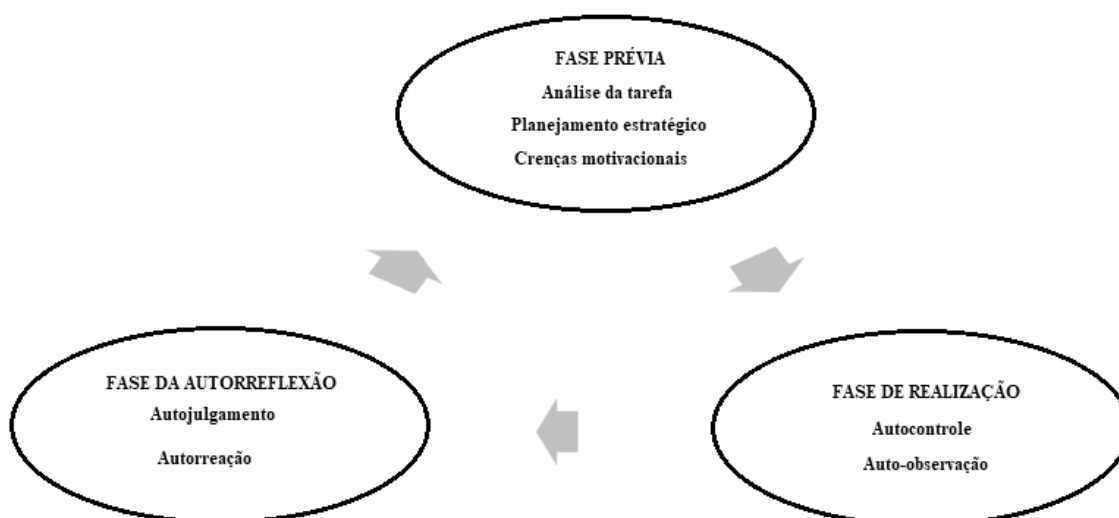 FASE PRÉVIA
Análise da tarefa
Planejamento estratégico
Crenças motivacionais
FASE DA AUTORREFLEXÃO
Autojulgamento
Autorreação
FASE DE REALIZAÇÃO
Autocontrole
Auto-observação